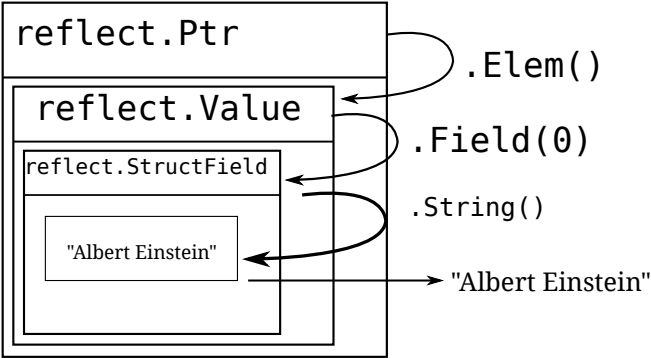 reflect.Ptr
.Elem()
reflect.Value
.Field(0)
reflect.StructField
.String()
"Albert Einstein"
"Albert Einstein"